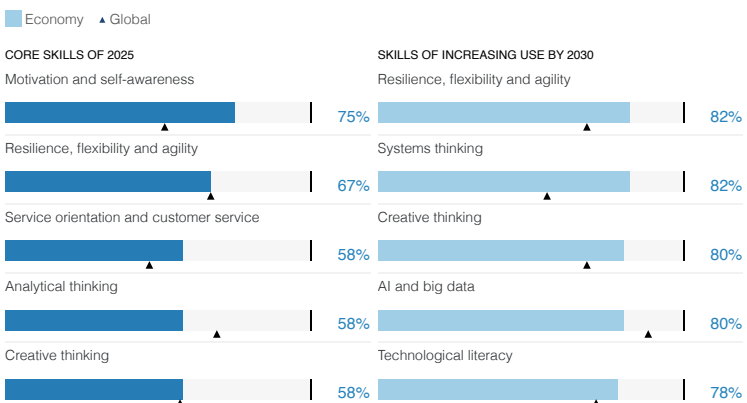 Economy Global
CORE SKILLS OF 2025
Motivation and self-awareness
75%
Resilience, flexibility and agility
67%
Service orientation and customer service
58%
Analytical thinking
58%
Creative thinking
58%
SKILLS OF INCREASING USE BY 2030
Resilience, flexibility and agility
82%
Systems thinking
82%
Creative thinking
80%
AI and big data
80%
Technological literacy
78%